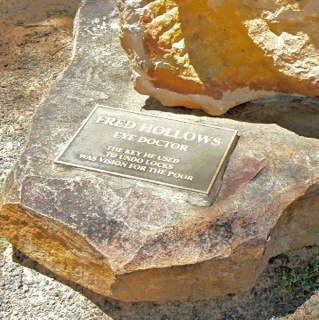 FRED HOLLOWS
EYE DOCTOR
THE KEY HE USED
TO UNDO LOCKS
WAS VISION FOR THE POOR